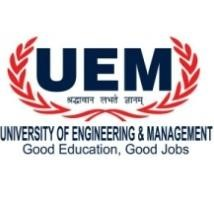 UEM
श्रद्धावान लभते ज्ञानम्
UNIVERSITY OF ENGINEERING & MANAGEMENT
Good Education, Good Jobs